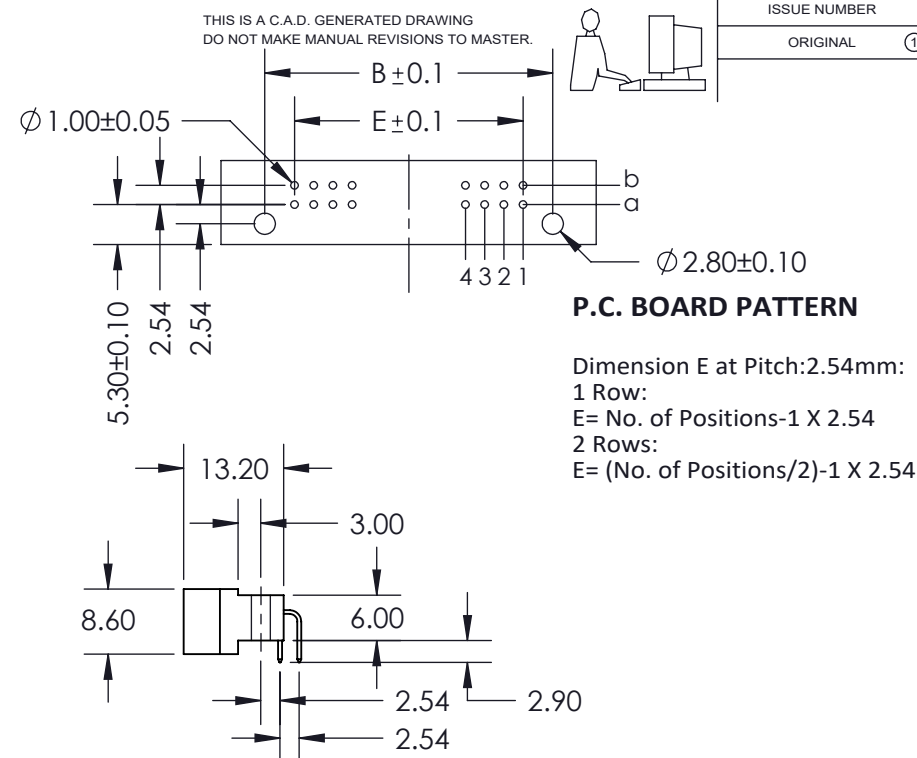 THIS IS A C.A.D. GENERATED DRAWING
DO NOT MAKE MANUAL REVISIONS TO MASTER.
ISSUE NUMBER
ORIGINAL 1
B±0.1
∅1.00±0.05
E±0.1
b
a
4 3 2 1
∅2.80±0.10
5.30±0.10
2.54
2.54
P.C. BOARD PATTERN
Dimension E at Pitch:2.54mm:
1 Row:
E= No. of Positions-1 X 2.54
2 Rows:
E= (No. of Positions/2)-1 X 2.54
13.20
3.00
8.60
6.00
2.54
2.90
2.54